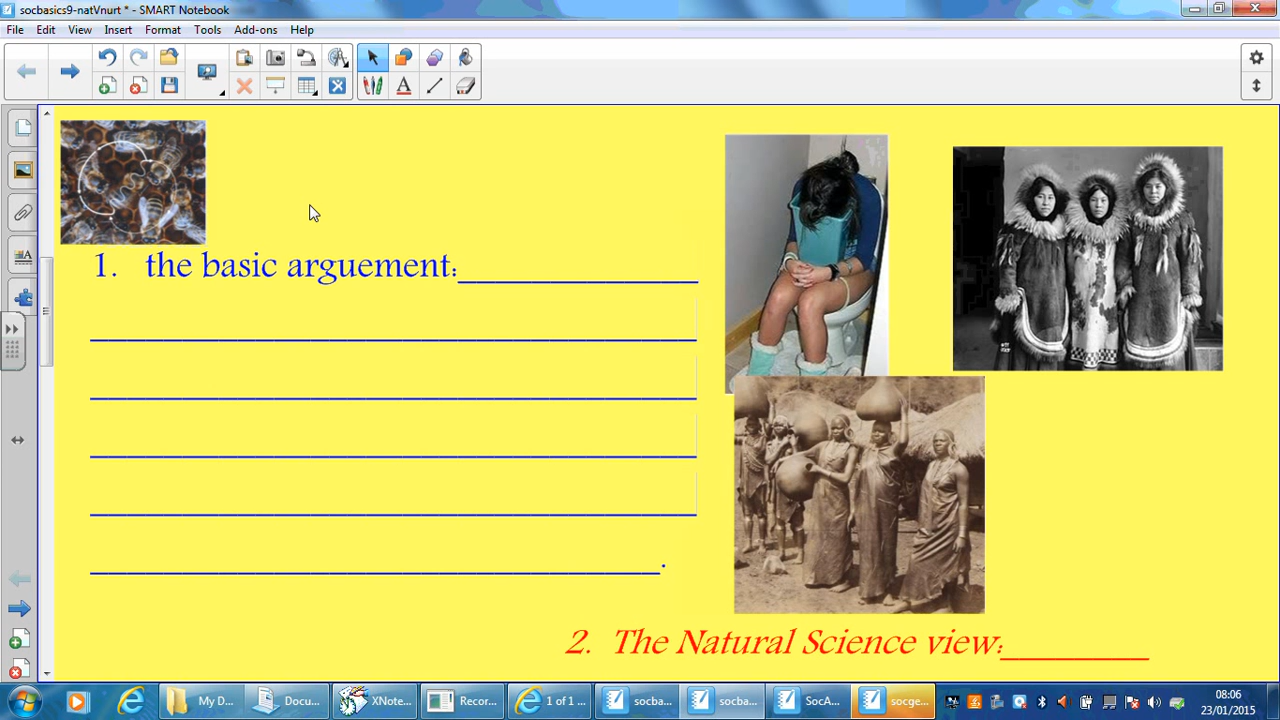 socbasics9-natVnurt * - SMART Notebook
File Edit View Insert Format Tools Add-ons Help
1. the basic arguement:______________
2. The Natural Science view:________
My D... Docu... XNote... Recor... 1 of 1 ... socba... socba... SocA... socge...
08:06
23/01/2015